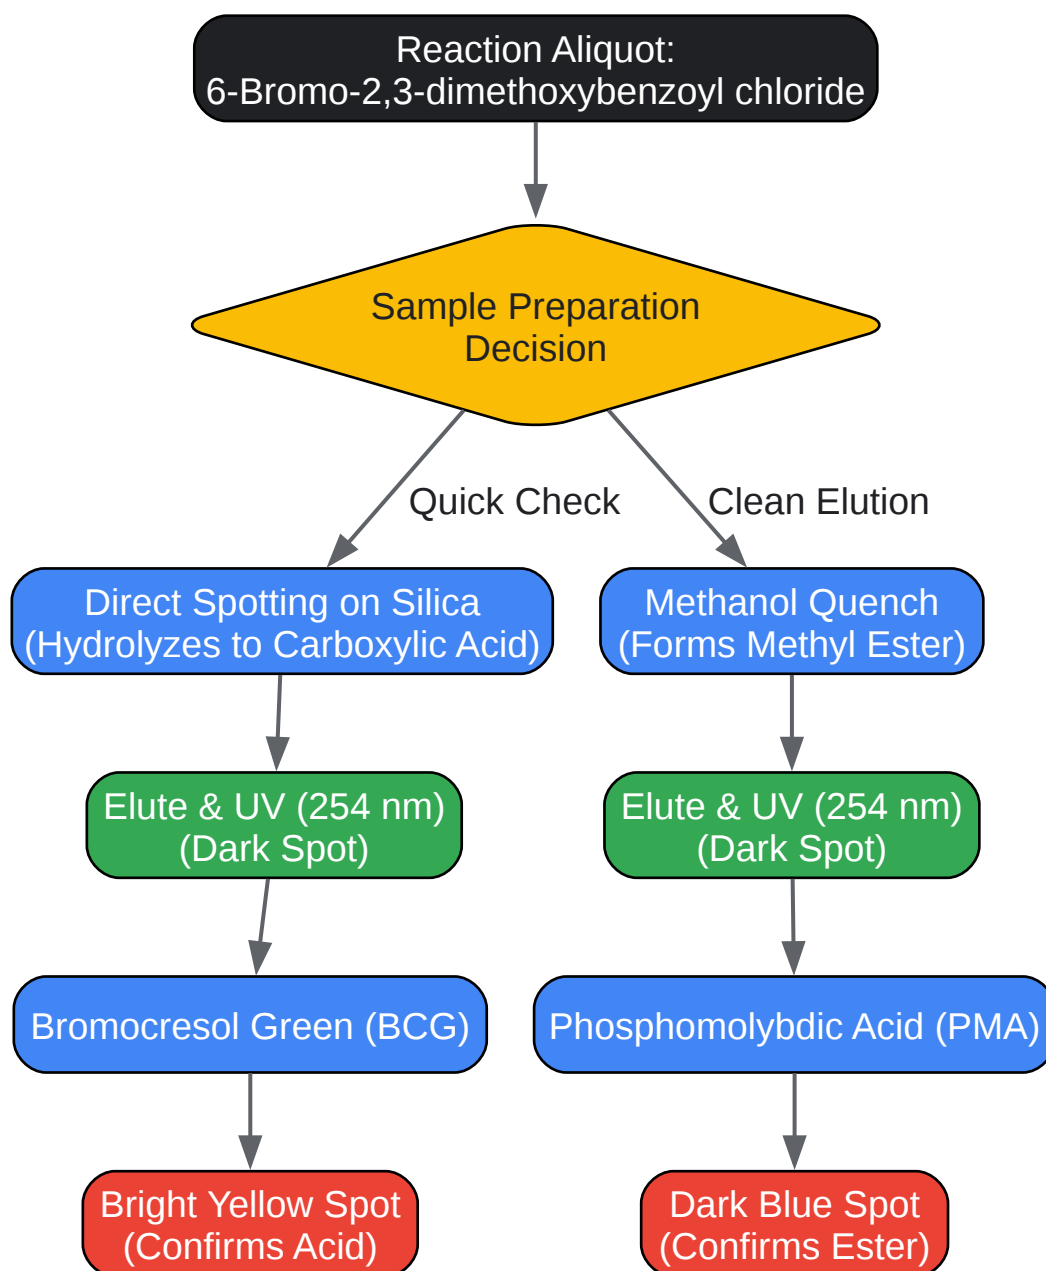 Reaction Aliquot:
6-Bromo-2,3-dimethoxybenzoyl chloride
Sample Preparation
Decision
Quick Check
Clean Elution
Direct Spotting on Silica
(Hydrolyzes to Carboxylic Acid)
Methanol Quench
(Forms Methyl Ester)
Elute & UV (254 nm)
(Dark Spot)
Elute & UV (254 nm)
(Dark Spot)
Bromocresol Green (BCG)
Phosphomolybdic Acid (PMA)
Bright Yellow Spot
(Confirms Acid)
Dark Blue Spot
(Confirms Ester)